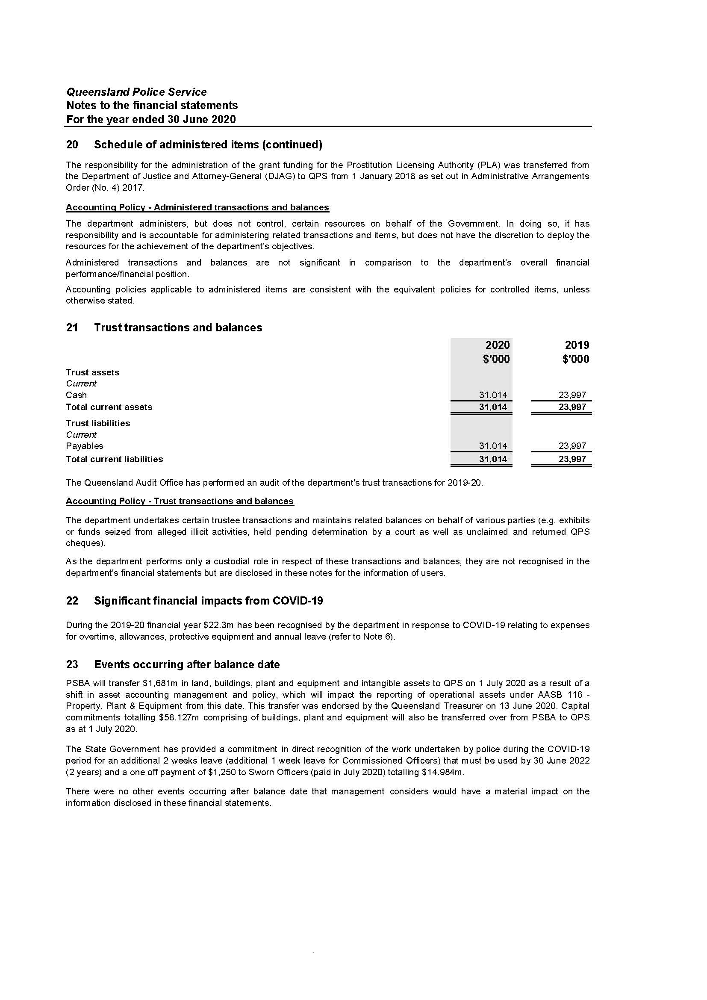 Queensland Police Service
Notes to the financial statements
For the year ended 30 June 2020
20 Schedule of administered items (continued)
The responsibility for the administration of the grant funding for the Prostitution Licensing Authority (PLA) was transferred from
the Department of Justice and Attorney-General (DJAG) to QPS from 1 January 2018 as set out in Administrative Arrangements
Order (No. 4) 2017.
Accounting Policy - Administered transactions and balances
The department administers, but does not control, certain resources on behalf of the Government. In doing so, it has
responsibility and is accountable for administering related transactions and items, but does not have the discretion to deploy the
resources for the achievement of the department’s objectives.
Administered transactions and balances are not significant in comparison to the department's overall financial
performance/financial position.
Accounting policies applicable to administered items are consistent with the equivalent policies for controlled items, unless
otherwise stated.
21 Trust transactions and balances
2020 2019
$'000 $'000
Trust assets
Current
Cash 31,014 23,997
Total current assets 31,014 23,997
Trust liabilities
Current
Payables 31,014 23,997
Total current liabilities 31,014 23,997
The Queensland Audit Office has performed an audit of the department's trust transactions for 2019-20.
Accounting Policy - Trust transactions and balances
The department undertakes certain trustee transactions and maintains related balances on behalf of various parties (e.g. exhibits
or funds seized from alleged illicit activities, held pending determination by a court as well as unclaimed and returned QPS
cheques).
As the department performs only a custodial role in respect of these transactions and balances, they are not recognised in the
department's financial statements but are disclosed in these notes for the information of users.
22 Significant financial impacts from COVID-19
During the 2019-20 financial year $22.3m has been recognised by the department in response to COVID-19 relating to expenses
for overtime, allowances, protective equipment and annual leave (refer to Note 6).
23 Events occurring after balance date
PSBA will transfer $1,681m in land, buildings, plant and equipment and intangible assets to QPS on 1 July 2020 as a result of a
shift in asset accounting management and policy, which will impact the reporting of operational assets under AASB 116 -
Property, Plant & Equipment from this date. This transfer was endorsed by the Queensland Treasurer on 13 June 2020. Capital
commitments totalling $58.127m comprising of buildings, plant and equipment will also be transferred over from PSBA to QPS
as at 1 July 2020.
The State Government has provided a commitment in direct recognition of the work undertaken by police during the COVID-19
period for an additional 2 weeks leave (additional 1 week leave for Commissioned Officers) that must be used by 30 June 2022
(2 years) and a one off payment of $1,250 to Sworn Officers (paid in July 2020) totalling $14.984m.
There were no other events occurring after balance date that management considers would have a material impact on the
information disclosed in these financial statements.